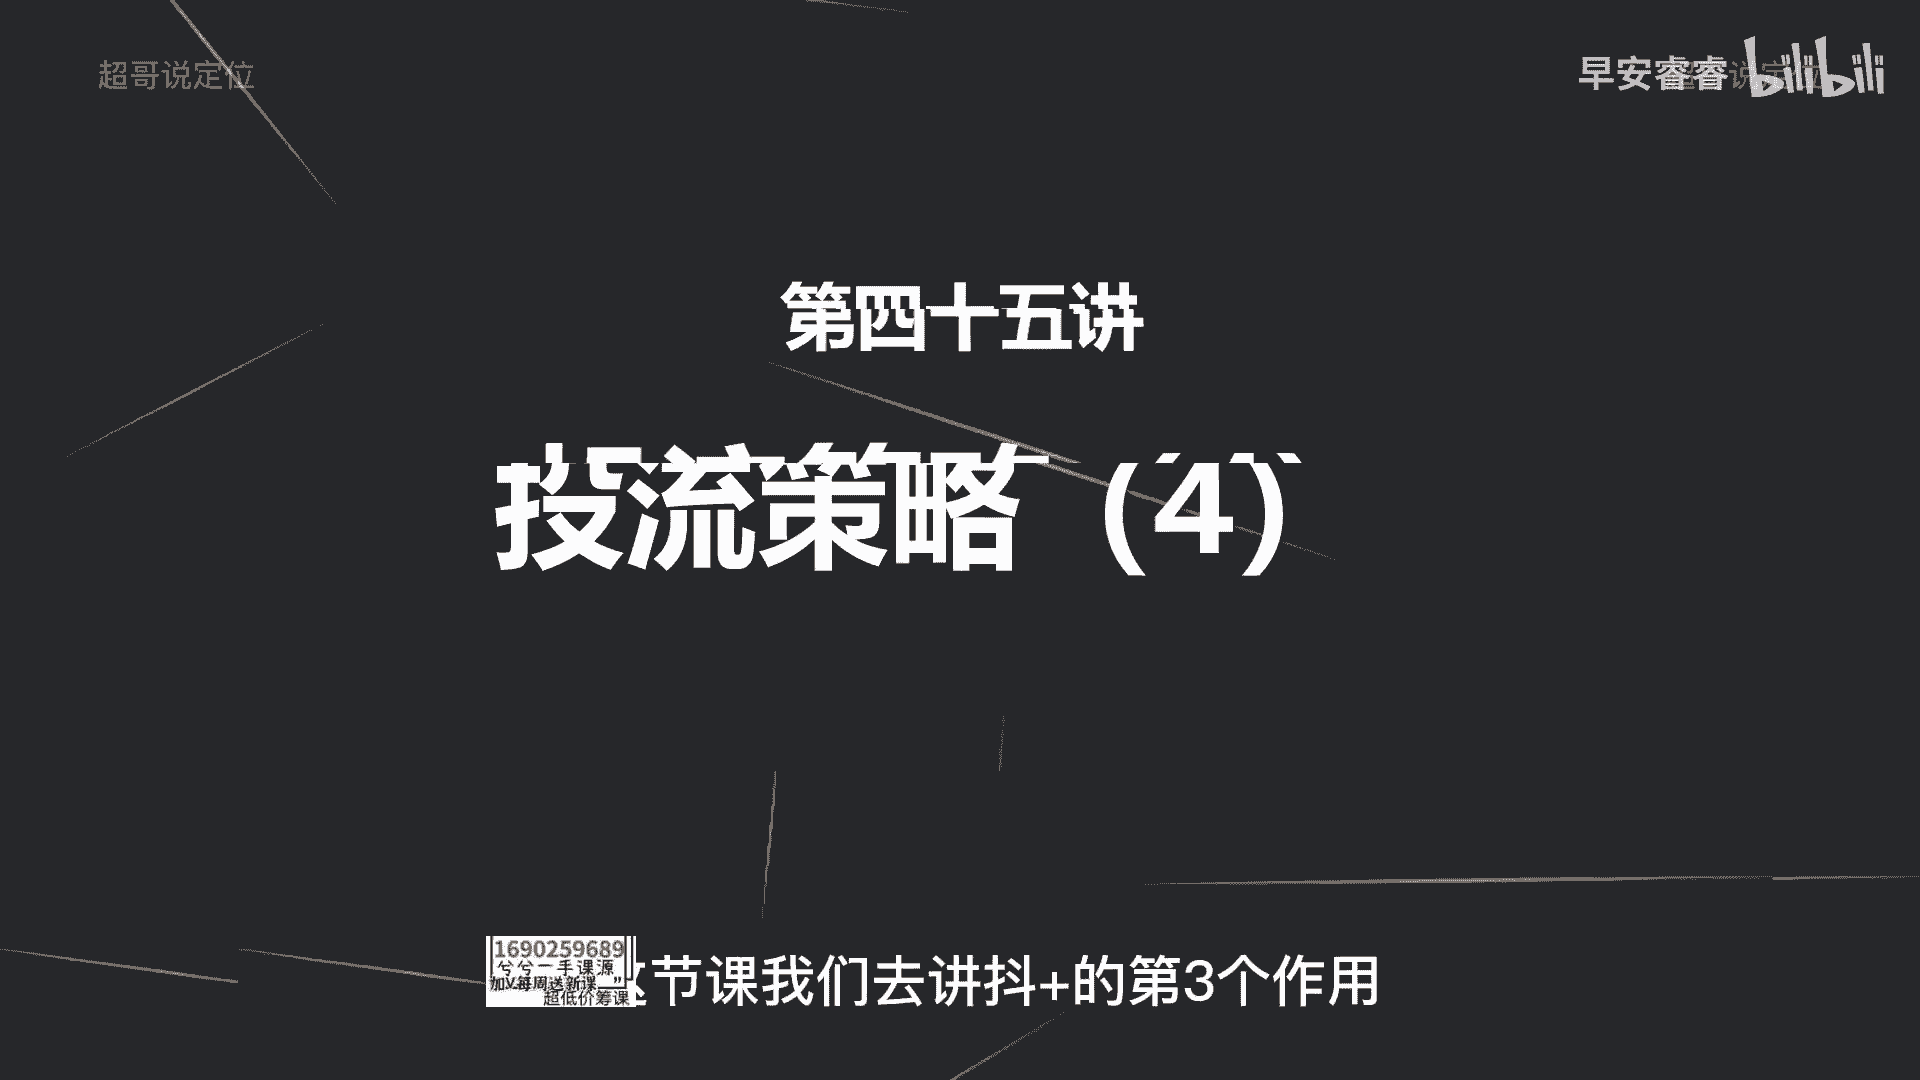 超哥说定位
早安睿睿 bilibili
第四十五讲
投流策略（4）
1690259689
兮兮一手课源
加V每周送新课
超低价筹课
这节课我们去讲抖+的第3个作用